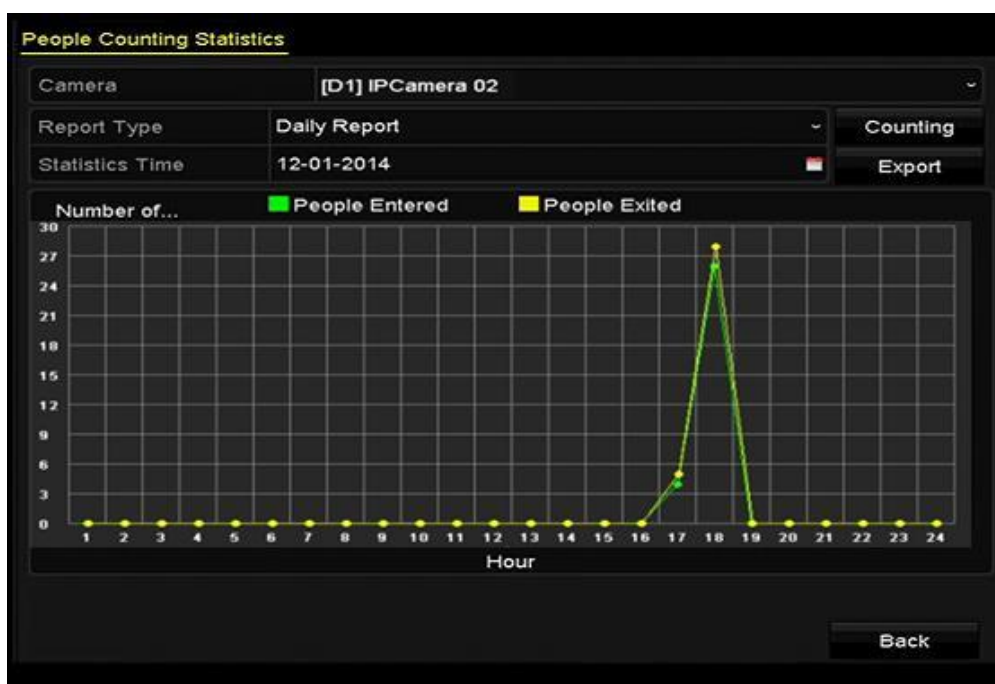 People Counting Statistics
Camera [D1] IPCamera 02
Report Type Daily Report Counting
Statistics Time 12-01-2014 Export
Number of... People Entered People Exited
30
27
24
21
18
15
12
9
6
3
0
1 2 3 4 5 6 7 8 9 10 11 12 13 14 15 16 17 18 19 20 21 22 23 24
Hour
Back